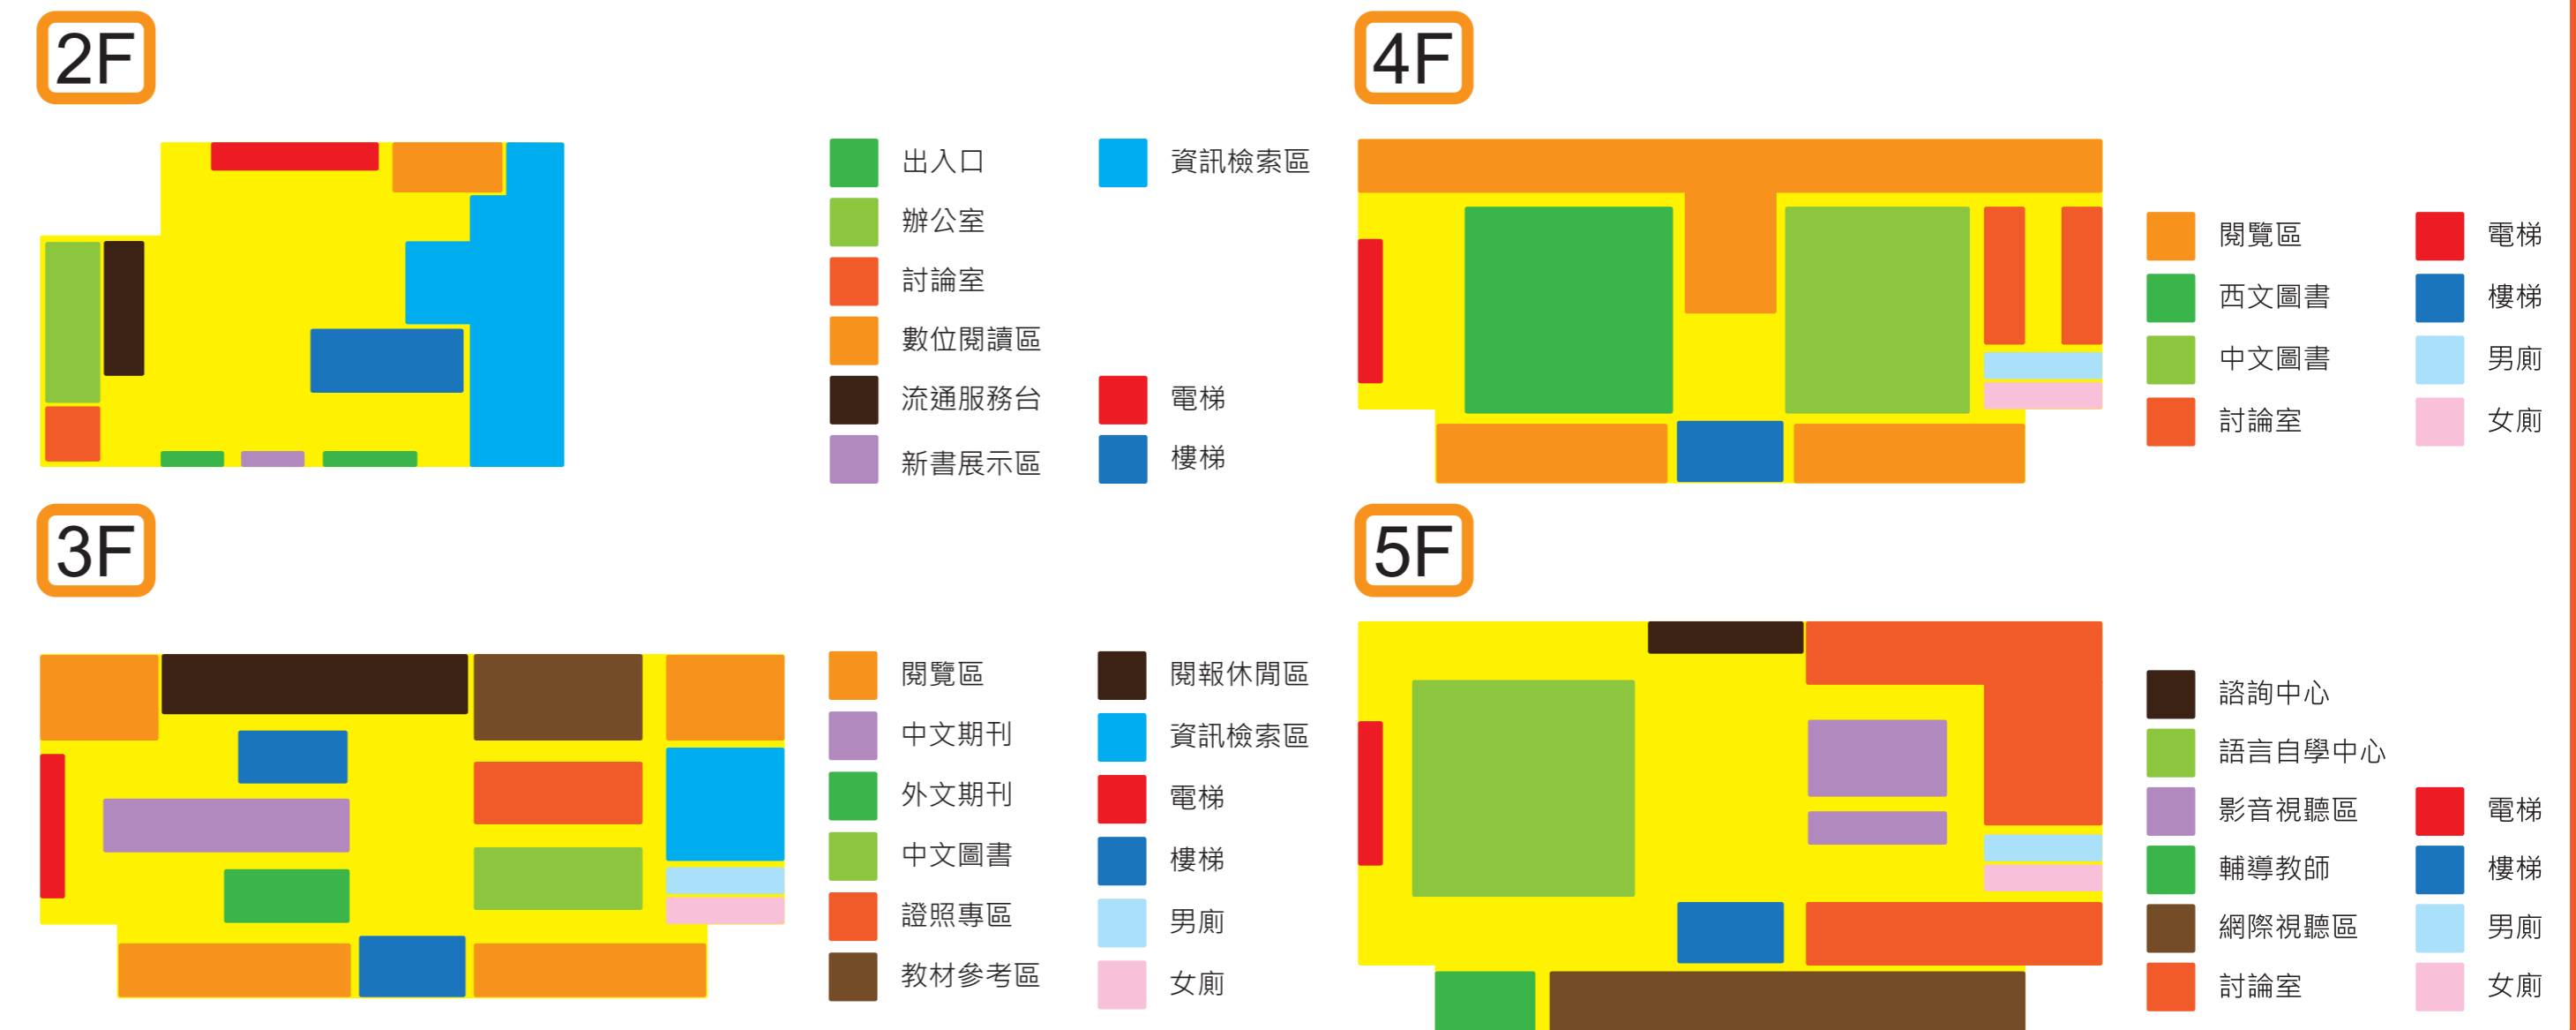 2F
出入口
辦公室
討論室
數位閱讀區
流通服務台
新書展示區
資訊檢索區
電梯
樓梯
3F
閱覽區
中文期刊
外文期刊
中文圖書
證照專區
教材參考區
閱報休閒區
資訊檢索區
電梯
樓梯
男廁
女廁
4F
閱覽區
西文圖書
中文圖書
討論室
電梯
樓梯
男廁
女廁
5F
諮詢中心
語言自學中心
影音視聽區
輔導教師
網際視聽區
討論室
電梯
樓梯
男廁
女廁